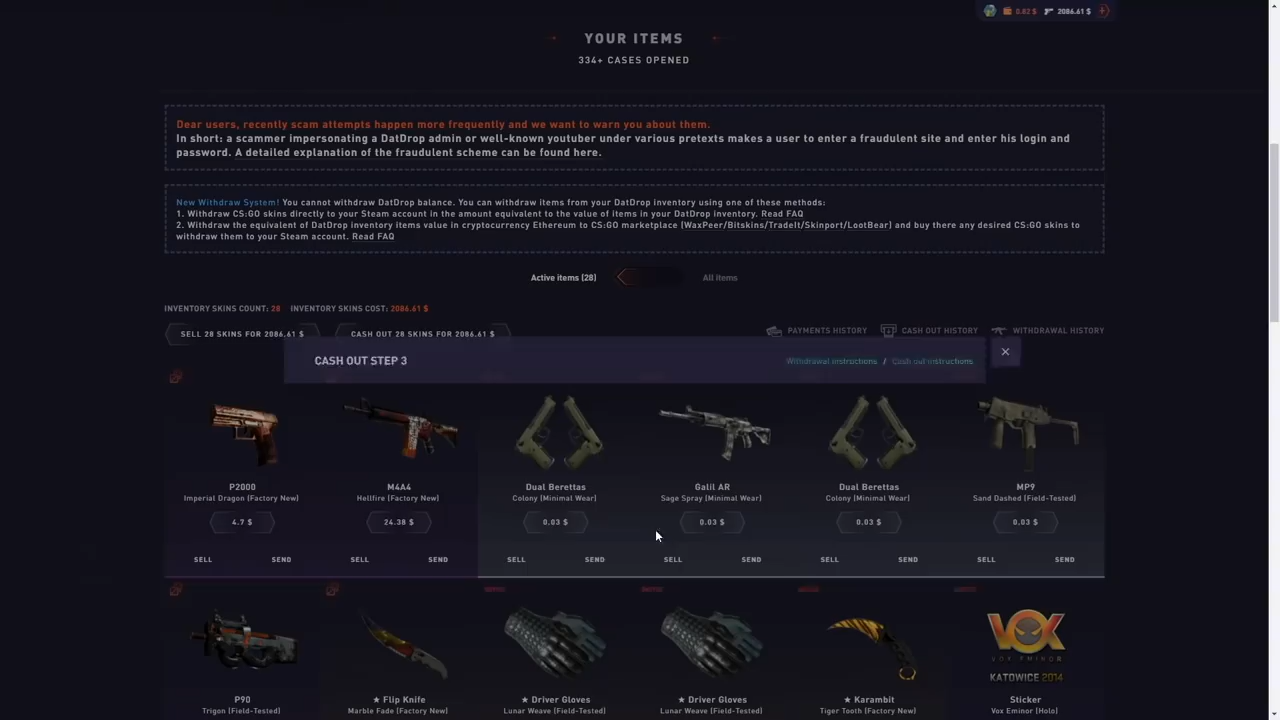 0.82 $ 2086.61 $
YOUR ITEMS
334+ CASES OPENED
Dear users, recently scam attempts happen more frequently and we want to warn you about them.
In short: a scammer impersonating a DatDrop admin or well-known youtuber under various pretexts makes a user to enter a fraudulent site and enter his login and
password. A detailed explanation of the fraudulent scheme can be found here.
New Withdraw System! You cannot withdraw DatDrop balance. You can withdraw items from your DatDrop inventory using one of these methods:
1. Withdraw CS:GO skins directly to your Steam account in the amount equivalent to the value of items in your DatDrop inventory. Read FAQ
2. Withdraw the equivalent of DatDrop inventory items value in cryptocurrency Ethereum to CS:GO marketplace (WaxPeer/Bitskins/TradeIt/Skinport/LootBear) and buy there any desired CS:GO skins to
withdraw them to your Steam account. Read FAQ
Active items (28) All items
INVENTORY SKINS COUNT: 28 INVENTORY SKINS COST: 2086.61 $
SELL 28 SKINS FOR 2086.61 $ CASH OUT 28 SKINS FOR 2086.61 $ PAYMENTS HISTORY CASH OUT HISTORY WITHDRAWAL HISTORY
CASH OUT STEP 3 Withdrawal instructions / Cash out instructions
P2000 M4A4 Dual Berettas Galil AR Dual Berettas MP9
Imperial Dragon (Factory New) Hellfire (Factory New) Colony (Minimal Wear) Sage Spray (Minimal Wear) Colony (Minimal Wear) Sand Dashed (Field-Tested)
4.7 $ 24.38 $ 0.03 $ 0.03 $ 0.03 $ 0.03 $
SELL SEND SELL SEND SELL SEND SELL SEND SELL SEND SELL SEND
VOX
VOX EMINOR
KATOWICE 2014
P90 ★ Flip Knife ★ Driver Gloves ★ Driver Gloves ★ Karambit Sticker
Trigon (Field-Tested) Marble Fade (Factory New) Lunar Weave (Field-Tested) Lunar Weave (Field-Tested) Tiger Tooth (Factory New) Vox Eminor (Holo)